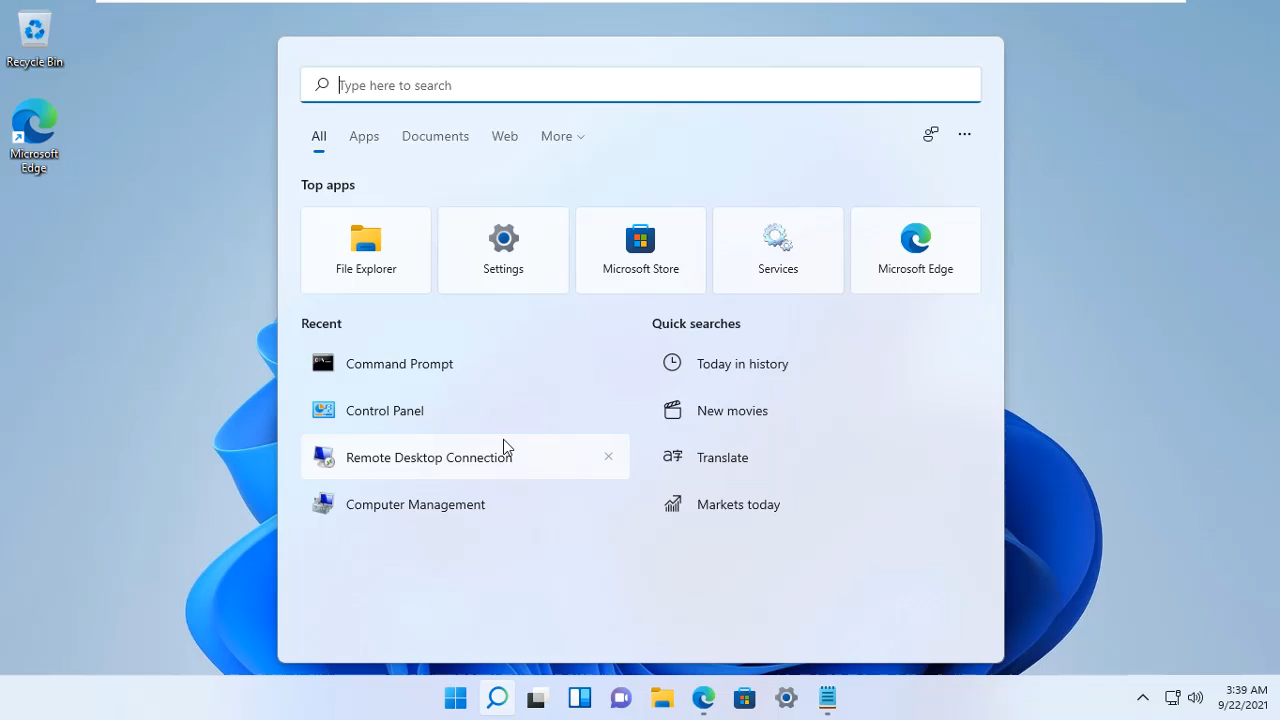 Recycle Bin
Microsoft
Edge
Type here to search
All Apps Documents Web More
Top apps
File Explorer Settings Microsoft Store Services Microsoft Edge
Recent Quick searches
Command Prompt Today in history
Control Panel New movies
Remote Desktop Connection Translate
Computer Management Markets today
3:39 AM
9/22/2021